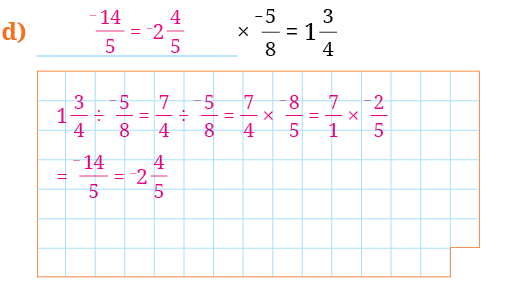 d) ⁻14/5 = ⁻2 4/5 × ⁻5/8 = 1 3/4
1 3/4 ÷ ⁻5/8 = 7/4 ÷ ⁻5/8 = 7/4 × ⁻8/5 = 7/1 × ⁻2/5
= ⁻14/5 = ⁻2 4/5